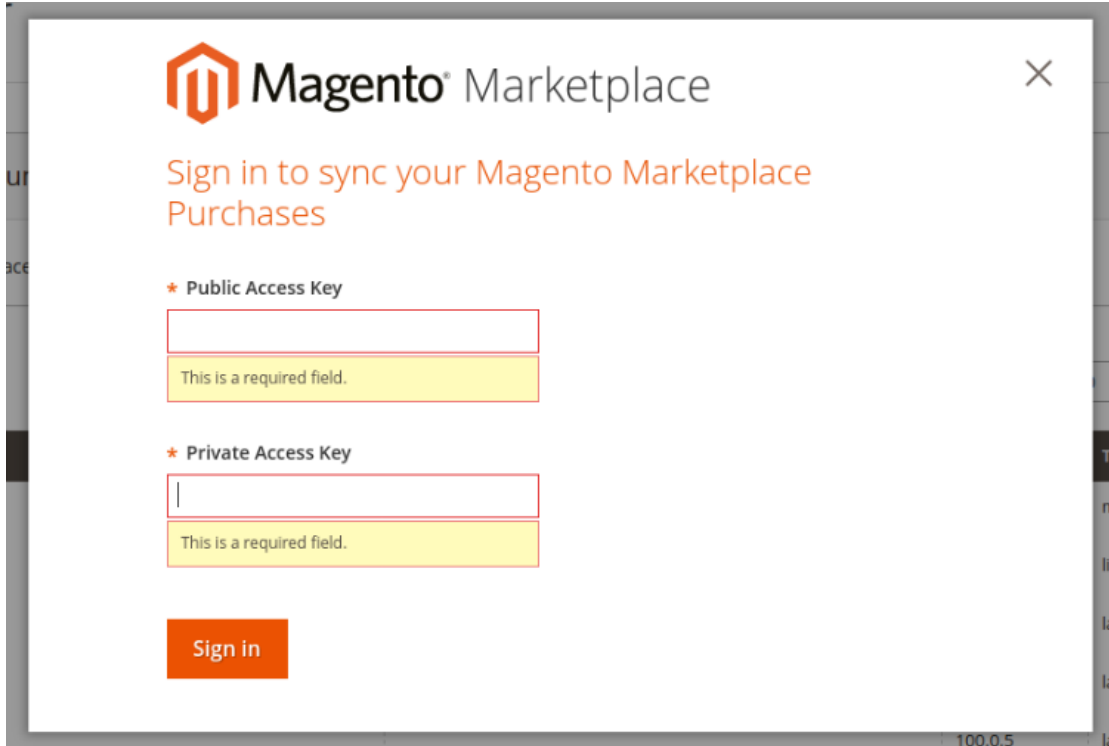 Magento® Marketplace
Sign in to sync your Magento Marketplace
Purchases
* Public Access Key
This is a required field.
* Private Access Key
This is a required field.
Sign in
100.0.5